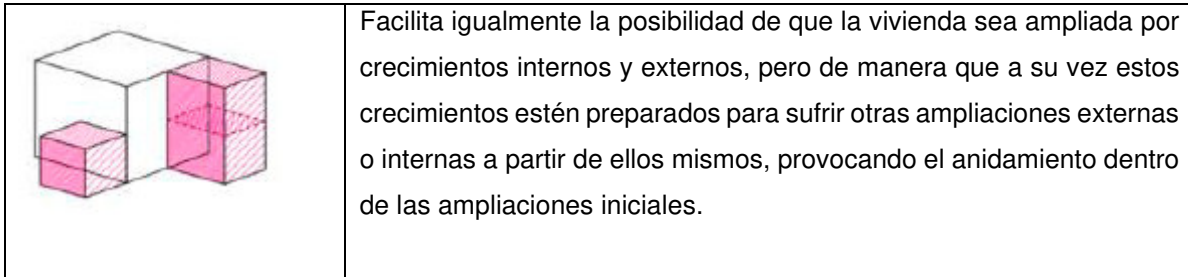 Facilita igualmente la posibilidad de que la vivienda sea ampliada por
crecimientos internos y externos, pero de manera que a su vez estos
crecimientos estén preparados para sufrir otras ampliaciones externas
o internas a partir de ellos mismos, provocando el anidamiento dentro
de las ampliaciones iniciales.